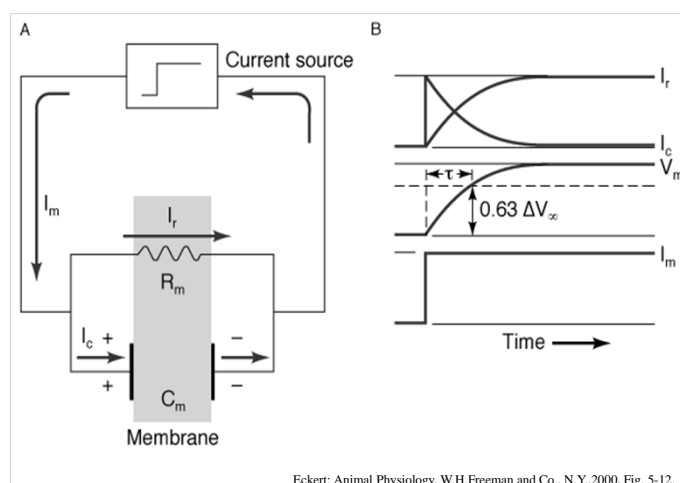 A
Current source
I_m
I_r
R_m
I_c +
−
+
−
C_m
Membrane
B
I_r
I_c
V_m
τ
0.63 ΔV_∞
I_m
Time
Eckert: Animal Physiology, W.H.Freeman and Co., N.Y.,2000, Fig. 5-12.